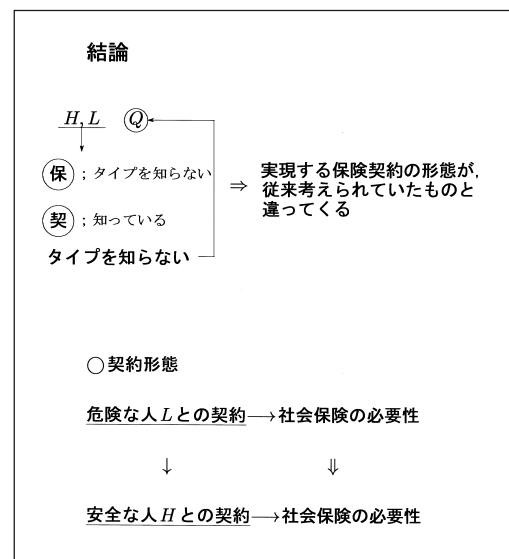 結論
H, L Q
保 ; タイプを知らない
契 ; 知っている
タイプを知らない
⇒ 実現する保険契約の形態が,
従来考えられていたものと
違ってくる
○契約形態
危険な人Lとの契約→社会保険の必要性
↓ ⇓
安全な人Hとの契約→社会保険の必要性